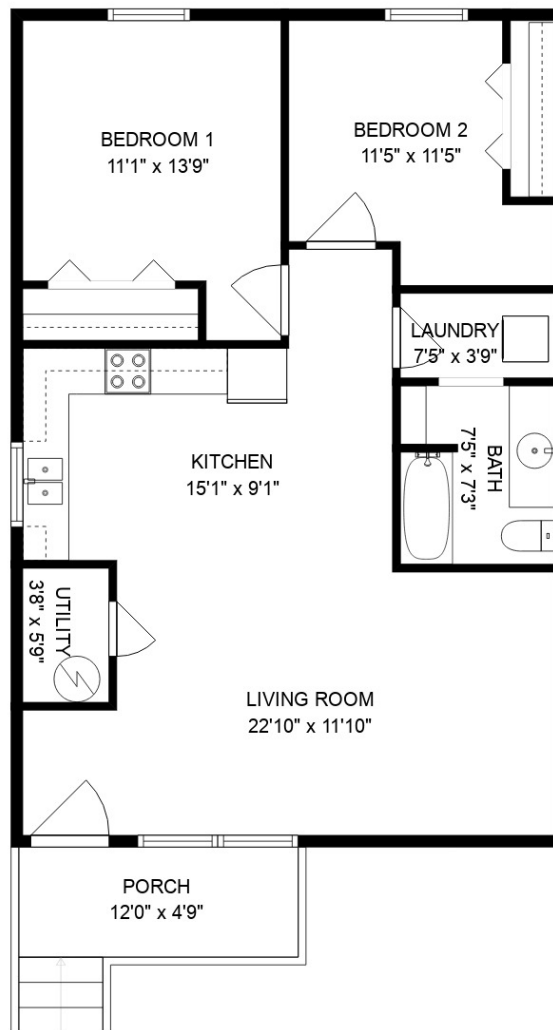 BEDROOM 1
11'1" x 13'9"
BEDROOM 2
11'5" x 11'5"
LAUNDRY
7'5" x 3'9"
KITCHEN
15'1" x 9'1"
BATH
7'5" x 7'3"
UTILITY
3'8" x 5'9"
LIVING ROOM
22'10" x 11'10"
PORCH
12'0" x 4'9"